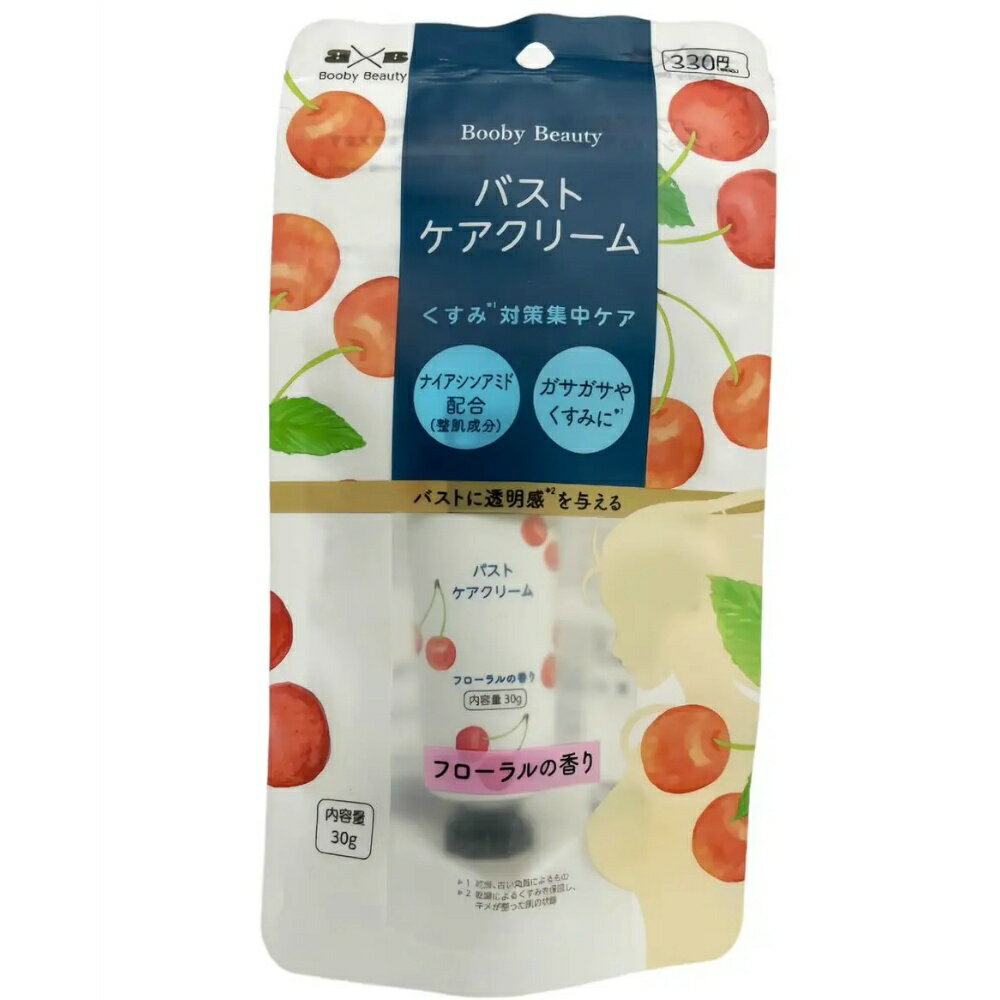 B×B
Booby Beauty
330円
Booby Beauty
バスト
ケアクリーム
くすみ*1対策集中ケア
ナイアシンアミド
配合
(整肌成分)
ガサガサや
くすみに*1
バストに透明感*2を与える
バスト
ケアクリーム
フローラルの香り
内容量 30g
フローラルの香り
内容量
30g
*1 乾燥、古い角質によるもの
*2 乾燥によるくすみを保湿し、
キメが整った肌の状態